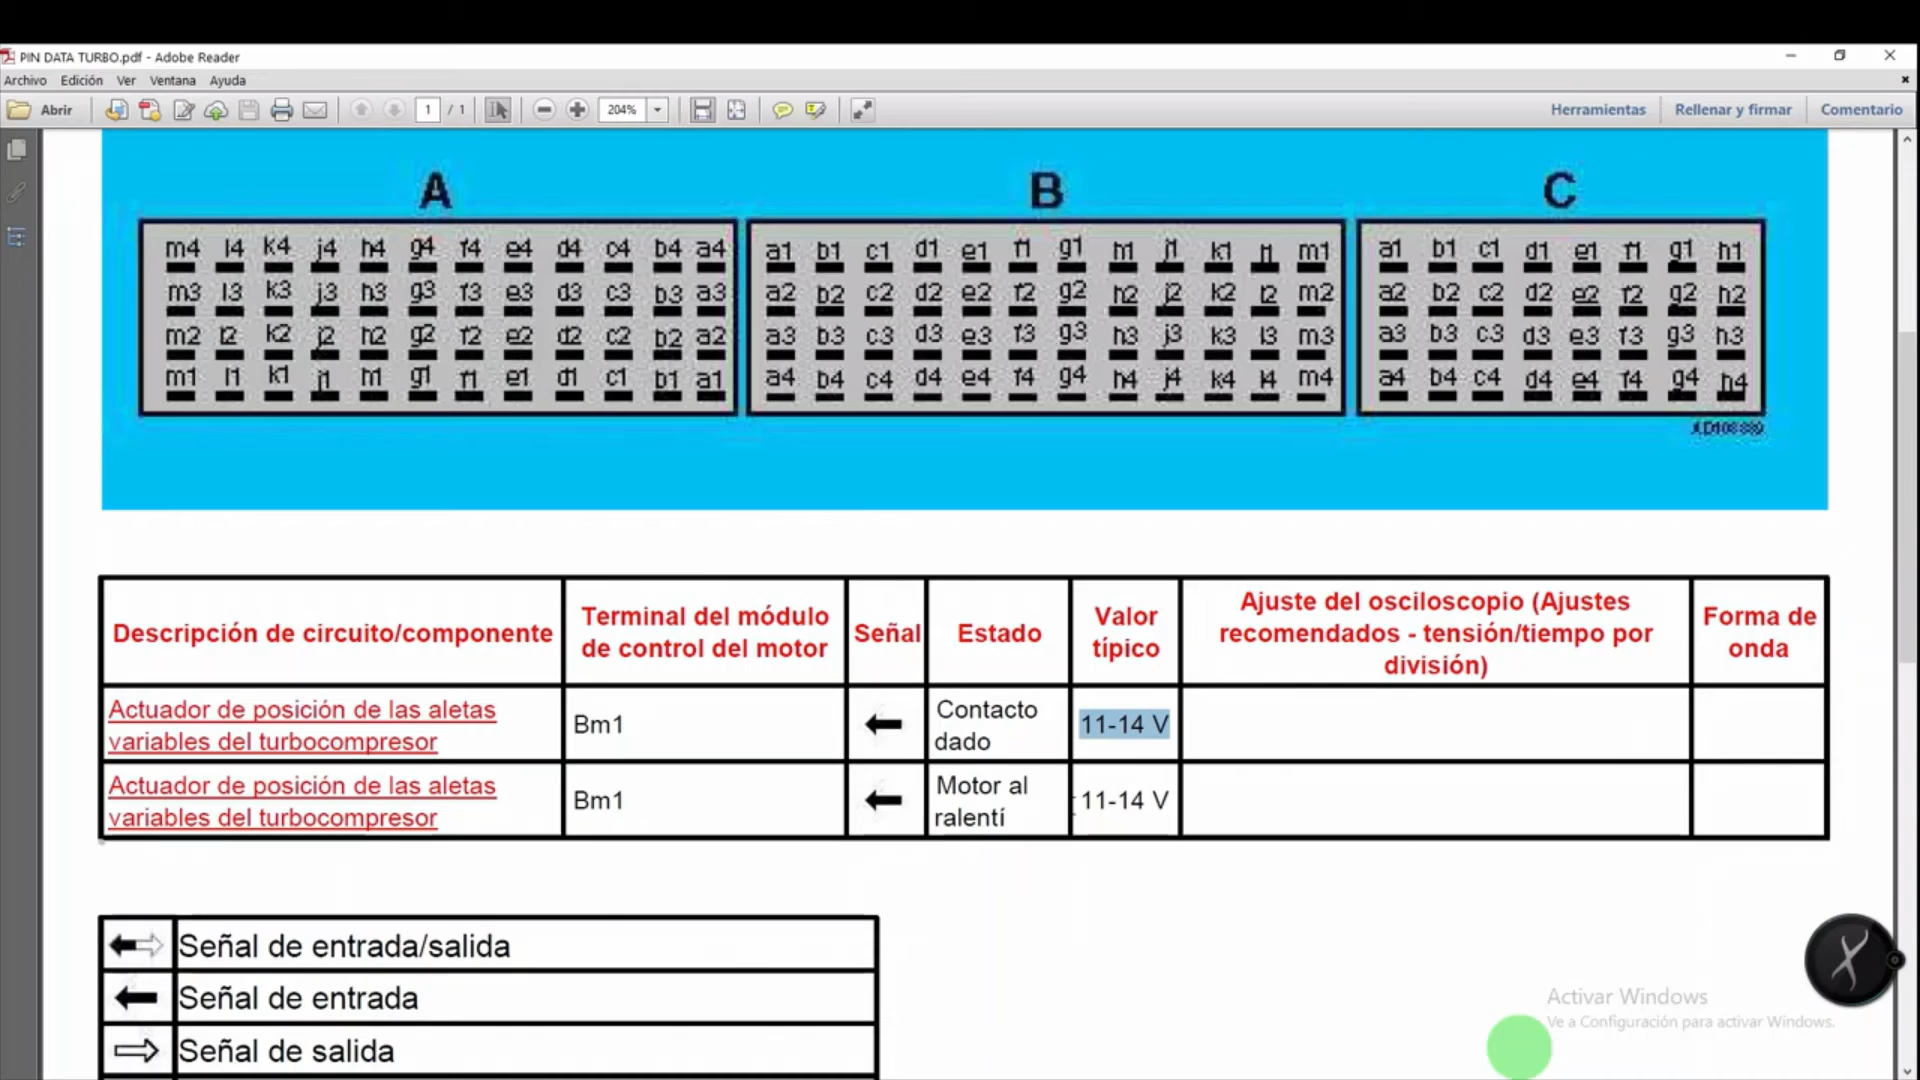 PIN DATA TURBO.pdf - Adobe Reader
Archivo Edición Ver Ventana Ayuda
Abrir 1 / 1 204% Herramientas Rellenar y firmar Comentario
A B C
m4 l4 k4 j4 h4 g4 f4 e4 d4 c4 b4 a4 a1 b1 c1 d1 e1 f1 g1 h1 j1 k1 l1 m1 a1 b1 c1 d1 e1 f1 g1 h1
m3 l3 k3 j3 h3 g3 f3 e3 d3 c3 b3 a3 a2 b2 c2 d2 e2 f2 g2 h2 j2 k2 l2 m2 a2 b2 c2 d2 e2 f2 g2 h2
m2 l2 k2 j2 h2 g2 f2 e2 d2 c2 b2 a2 a3 b3 c3 d3 e3 f3 g3 h3 j3 k3 l3 m3 a3 b3 c3 d3 e3 f3 g3 h3
m1 l1 k1 j1 h1 g1 f1 e1 d1 c1 b1 a1 a4 b4 c4 d4 e4 f4 g4 h4 j4 k4 l4 m4 a4 b4 c4 d4 e4 f4 g4 h4
Descripción de circuito/componente
Terminal del módulo
de control del motor
Señal
Estado
Valor
típico
Ajuste del osciloscopio (Ajustes
recomendados - tensión/tiempo por
división)
Forma de
onda
Actuador de posición de las aletas
variables del turbocompresor
Bm1
Contacto
dado
11-14 V
Actuador de posición de las aletas
variables del turbocompresor
Bm1
Motor al
ralentí
11-14 V
Señal de entrada/salida
Señal de entrada
Señal de salida
Activar Windows
Ve a Configuración para activar Windows.